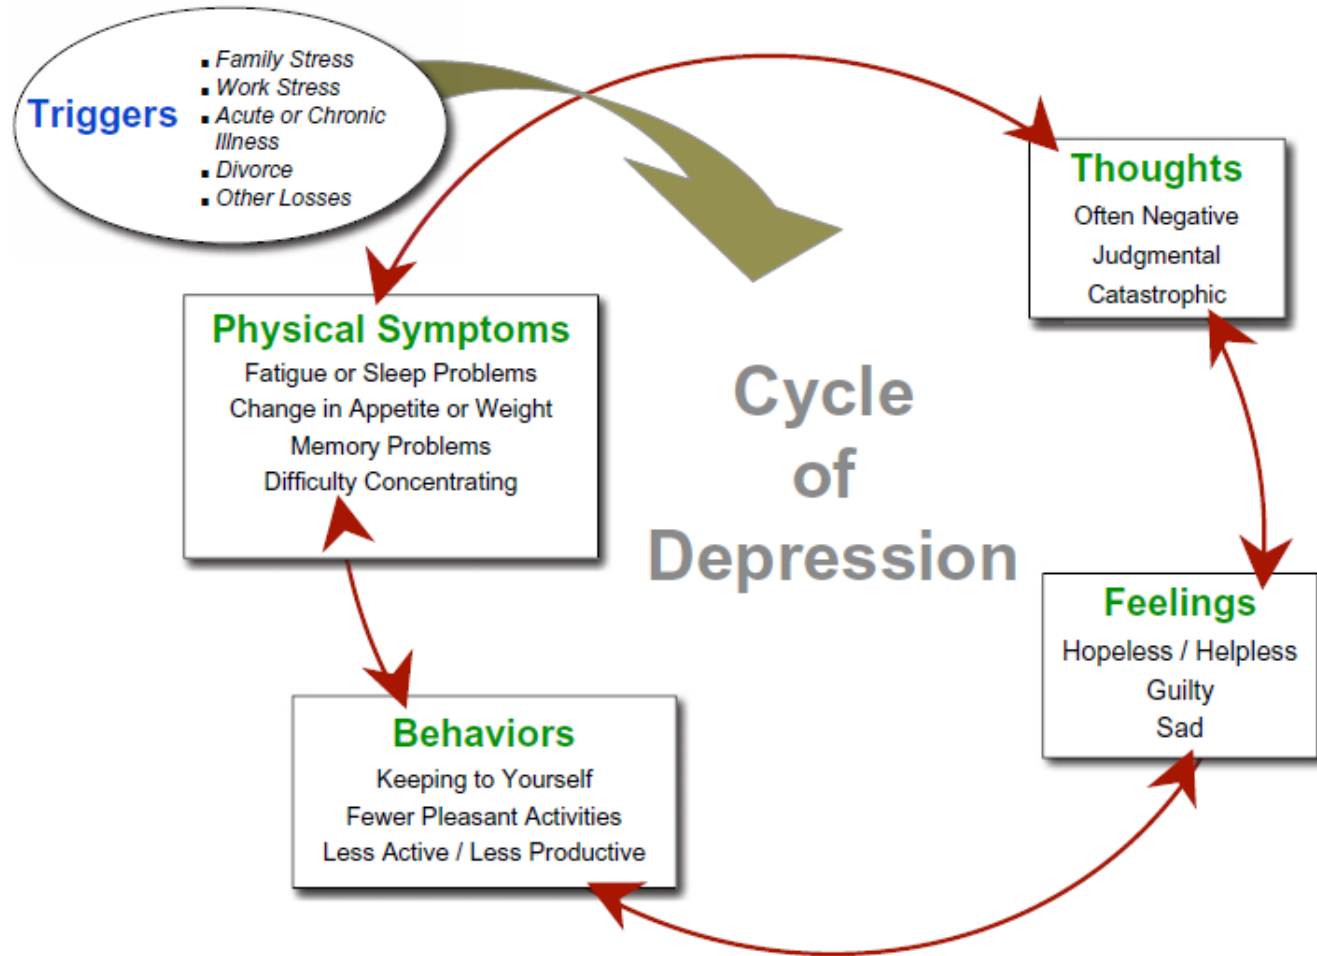 Triggers
▪ Family Stress
▪ Work Stress
▪ Acute or Chronic
Illness
▪ Divorce
▪ Other Losses
Thoughts
Often Negative
Judgmental
Catastrophic
Physical Symptoms
Fatigue or Sleep Problems
Change in Appetite or Weight
Memory Problems
Difficulty Concentrating
Cycle
of
Depression
Feelings
Hopeless / Helpless
Guilty
Sad
Behaviors
Keeping to Yourself
Fewer Pleasant Activities
Less Active / Less Productive